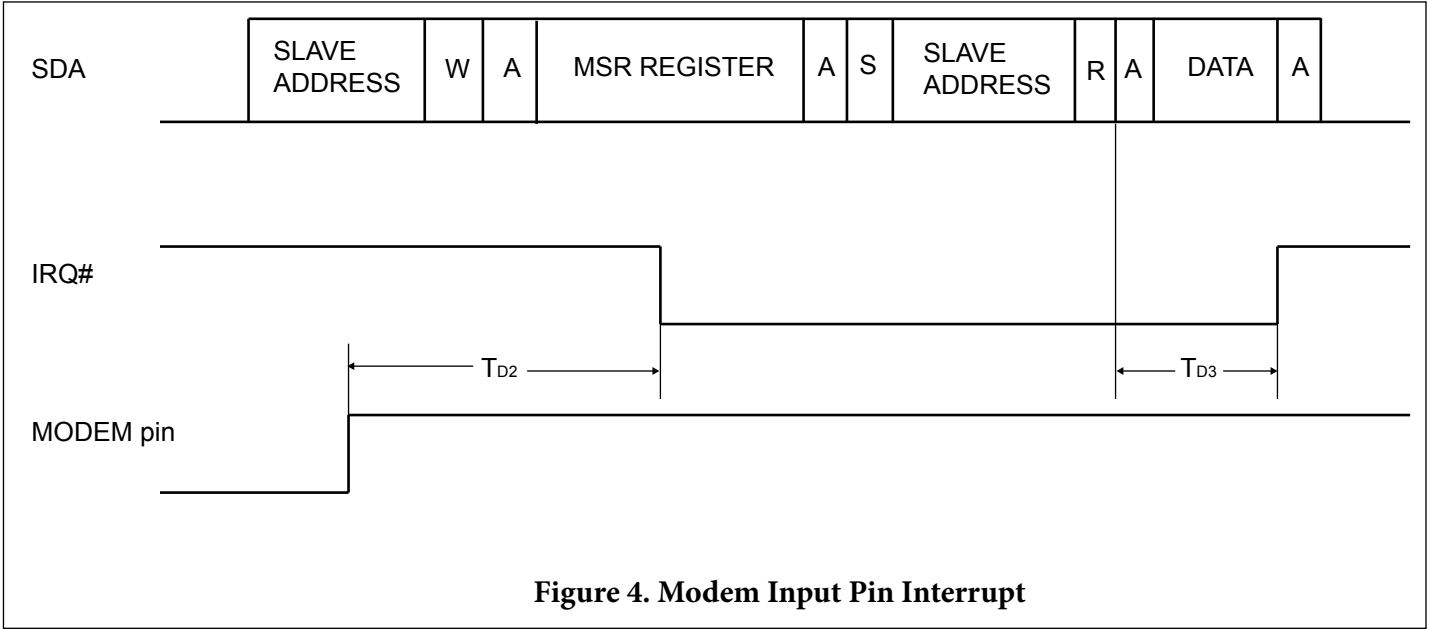 SDA
SLAVE
ADDRESS
W
A
MSR REGISTER
A
S
SLAVE
ADDRESS
R
A
DATA
A
IRQ#
TD2
TD3
MODEM pin
Figure 4. Modem Input Pin Interrupt